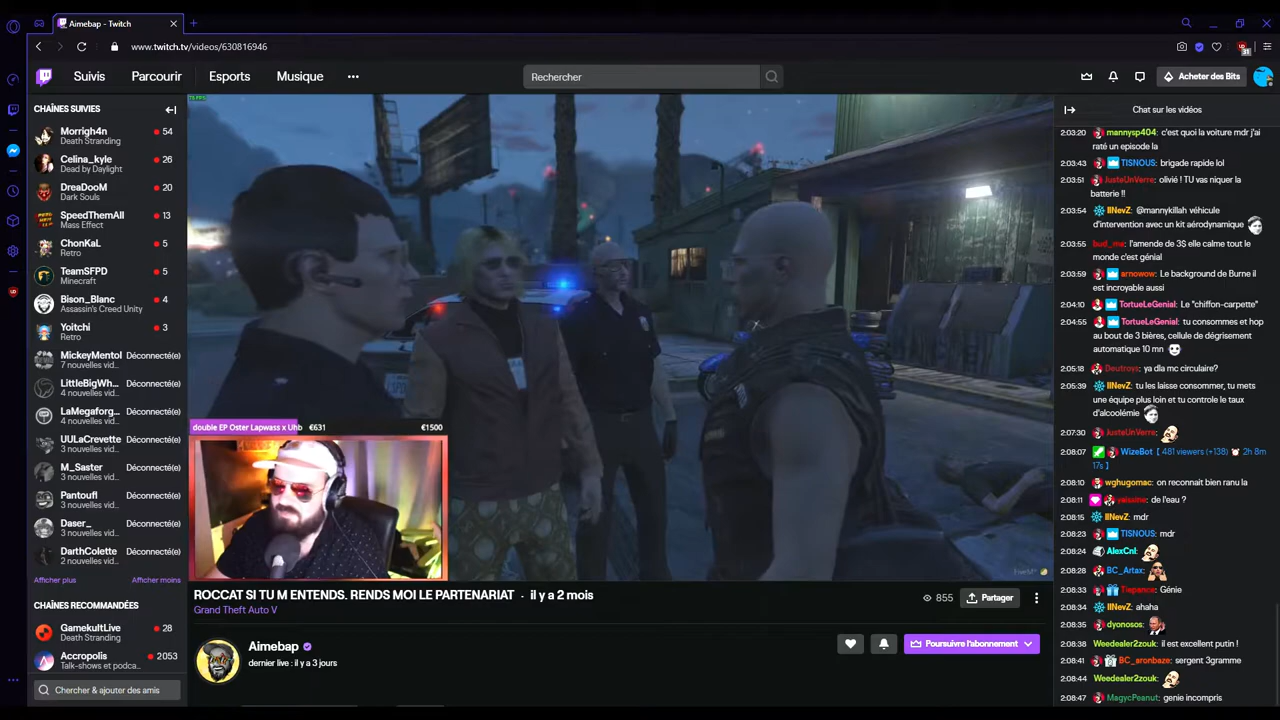 Aimebap - Twitch
www.twitch.tv/videos/630816946
Suivis
Parcourir
Esports
Musique
Rechercher
Acheter des Bits
CHAÎNES SUIVIES
Morrigh4n
54
Death Stranding
Celina_kyle
26
Dead by Daylight
DreaDooM
20
Dark Souls
SpeedThemAll
13
Mass Effect
ChonKaL
5
Retro
TeamSFPD
5
Minecraft
Bison_Blanc
4
Assassin's Creed Unity
Yoitchi
3
Retro
MickeyMentol
Déconnecté(e)
7 nouvelles vid...
LittleBigWh...
Déconnecté(e)
4 nouvelles vid...
LaMegaforg...
Déconnecté(e)
4 nouvelles vid...
UULaCrevette
Déconnecté(e)
3 nouvelles vid...
M_Saster
Déconnecté(e)
3 nouvelles vid...
Pantoufl
Déconnecté(e)
3 nouvelles vid...
Daser_
Déconnecté(e)
3 nouvelles vid...
DarthColette
Déconnecté(e)
2 nouvelles vid...
Afficher plus
Afficher moins
CHAÎNES RECOMMANDÉES
GamekultLive
28
Death Stranding
Accropolis
2053
Talk-shows et podca...
Chercher & ajouter des amis
double EP Oster Lapwass x Uhb €631 €1500
ROCCAT SI TU M ENTENDS. RENDS MOI LE PARTENARIAT · il y a 2 mois
Grand Theft Auto V
855
Partager
Aimebap
dernier live : il y a 3 jours
Poursuivre l'abonnement
Chat sur les vidéos
2:03:20 mannysp404: c'est quoi la voiture mdr j'ai
raté un episode la
2:03:43 TISNOUS: brigade rapide lol
2:03:51 JusteUnVerre: olivié ! TU vas niquer la
batterie !!
2:03:54 IINevZ: @mannykillah véhicule
d'intervention avec un kit aérodynamique
2:03:55 bud_me: l'amende de 3$ elle calme tout le
monde c'est génial
2:03:59 arnowow: Le background de Burne il
est incroyable aussi
2:04:10 TortueLeGenial: Le "chiffon-carpette"
2:04:55 TortueLeGenial: tu consommes et hop
au bout de 3 bières, cellule de dégrisement
automatique 10 mn
2:05:18 Deutroys: ya dla mc circulaire?
2:05:39 IINevZ: tu les laisse consommer, tu mets
une équipe plus loin et tu controle le taux
d'alcoolémie
2:07:30 JusteUnVerre:
2:08:07 WizeBot [ 481 viewers (+138) 2h 8m
17s ]
2:08:10 wghugomac: on reconnait bien ranu la
2:08:11 yaissme: de l'eau ?
2:08:15 IINevZ: mdr
2:08:23 TISNOUS: mdr
2:08:24 AlexCnl:
2:08:28 BC_Artax:
2:08:33 Tiepance: Génie
2:08:34 IINevZ: ahaha
2:08:35 dyonosos:
2:08:38 Weedealer2zouk: il est excellent putin !
2:08:41 BC_aronbaze: sergent 3gramme
2:08:44 Weedealer2zouk:
2:08:47 MagycPeanut: genie incompris